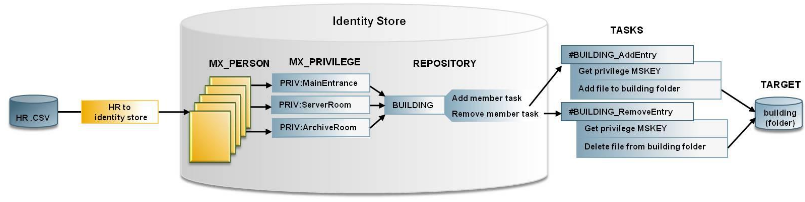 Identity Store
TASKS
MX_PERSON
MX_PRIVILEGE
REPOSITORY
#BUILDING_AddEntry
Get privilege MSKEY
Add file to building folder
TARGET
HR .CSV
HR to
identity store
PRIV:MainEntrance
PRIV:ServerRoom
PRIV:ArchiveRoom
BUILDING
Add member task
Remove member task
#BUILDING_RemoveEntry
Get privilege MSKEY
Delete file from building folder
building
(folder)